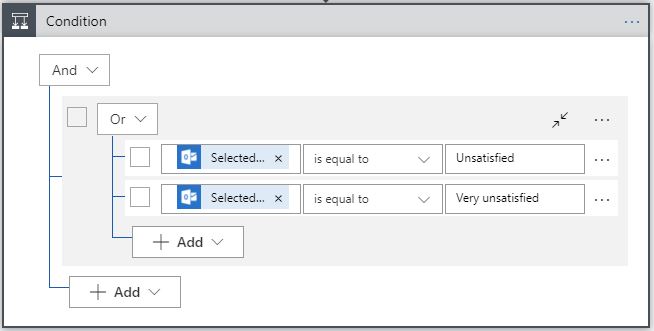 Condition
And
Or
Selected... × is equal to Unsatisfied
Selected... × is equal to Very unsatisfied
+ Add
+ Add